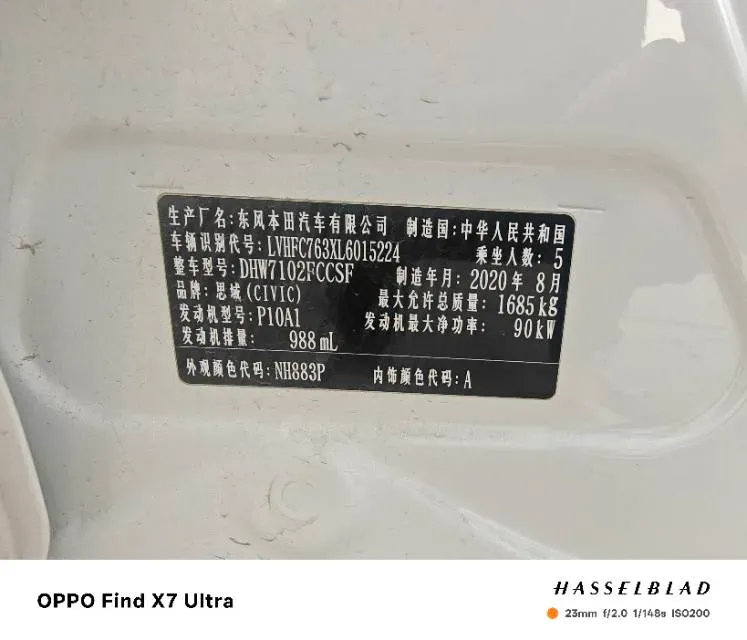 生产厂名:东风本田汽车有限公司 制造国:中华人民共和国
车辆识别代号:LVHFC763XL6015224 乘坐人数:5
整车型号:DHW7102FCCSF 制造年月:2020年8月
品牌:思域(CIVIC) 最大允许总质量:1685kg
发动机型号:P10A1 发动机最大净功率:90kW
发动机排量: 988mL
外观颜色代码:NH883P 内饰颜色代码:A
OPPO Find X7 Ultra
HASSELBLAD
23mm f/2.0 1/148s ISO200